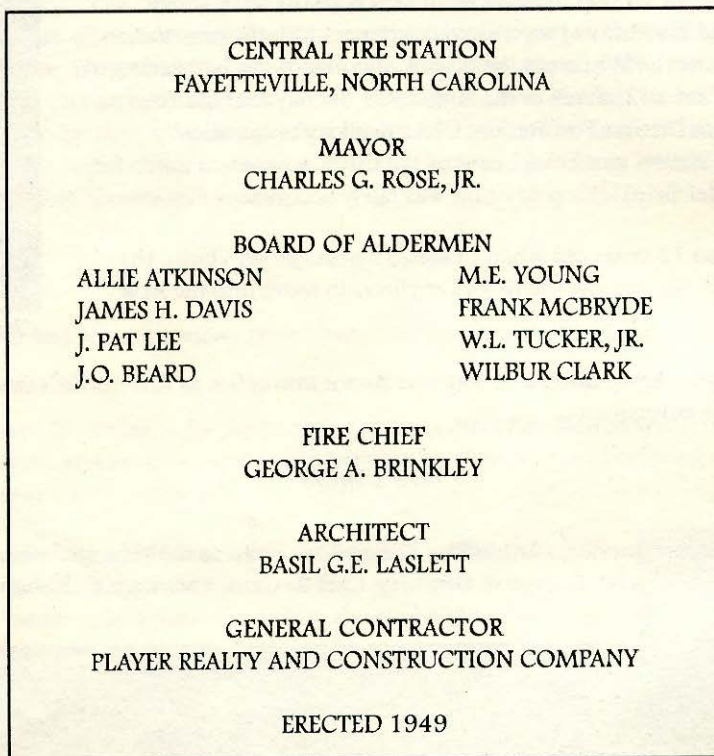 CENTRAL FIRE STATION
FAYETTEVILLE, NORTH CAROLINA
MAYOR
CHARLES G. ROSE, JR.
BOARD OF ALDERMEN
ALLIE ATKINSON M.E. YOUNG
JAMES H. DAVIS FRANK MCBRYDE
J. PAT LEE W.L. TUCKER, JR.
J.O. BEARD WILBUR CLARK
FIRE CHIEF
GEORGE A. BRINKLEY
ARCHITECT
BASIL G.E. LASLETT
GENERAL CONTRACTOR
PLAYER REALTY AND CONSTRUCTION COMPANY
ERECTED 1949